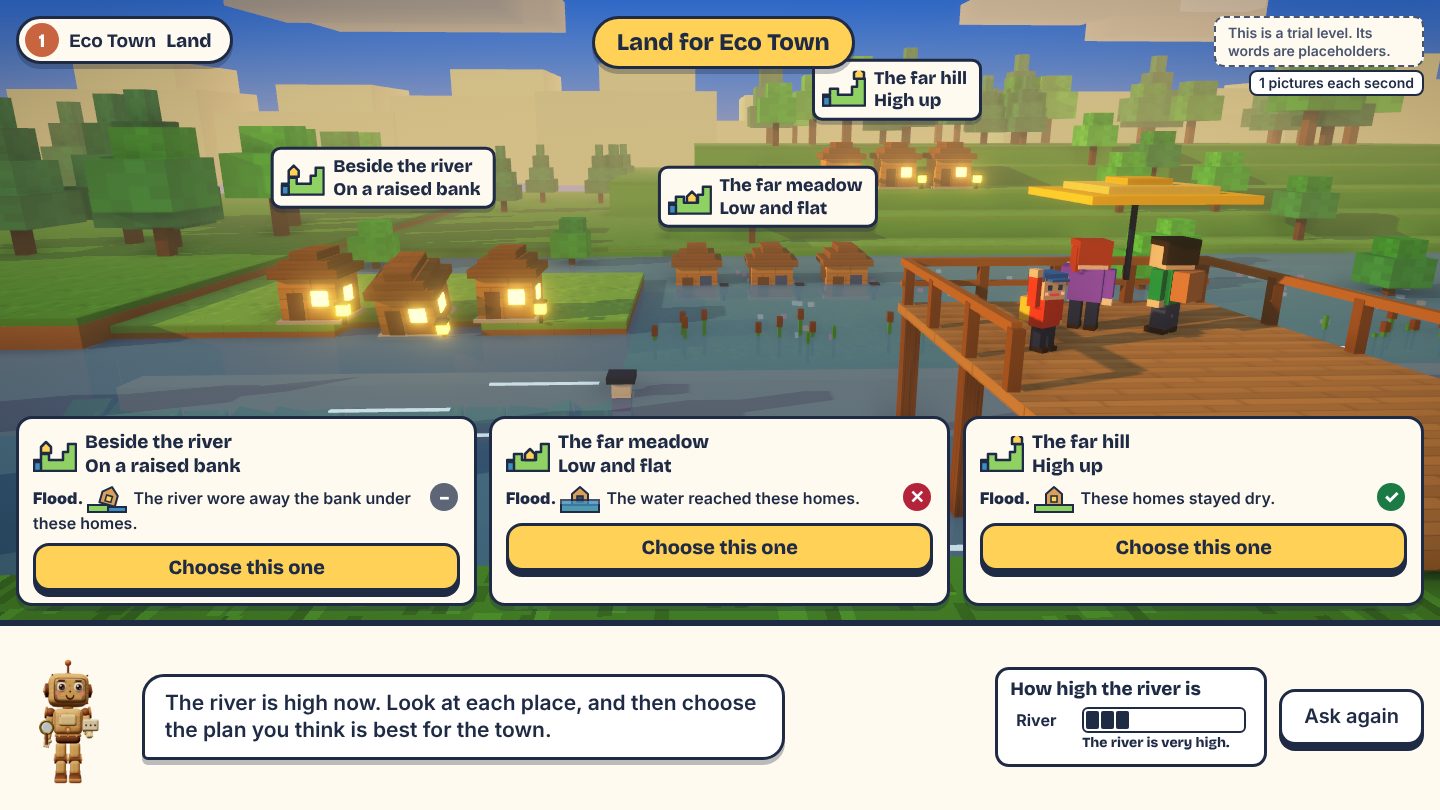 1 Eco Town Land
Land for Eco Town
This is a trial level. Its
words are placeholders.
1 pictures each second
The far hill
High up
Beside the river
On a raised bank
The far meadow
Low and flat
Beside the river
On a raised bank
Flood. The river wore away the bank under
these homes.
Choose this one
The far meadow
Low and flat
Flood. The water reached these homes.
Choose this one
The far hill
High up
Flood. These homes stayed dry.
Choose this one
The river is high now. Look at each place, and then choose
the plan you think is best for the town.
How high the river is
River
The river is very high.
Ask again